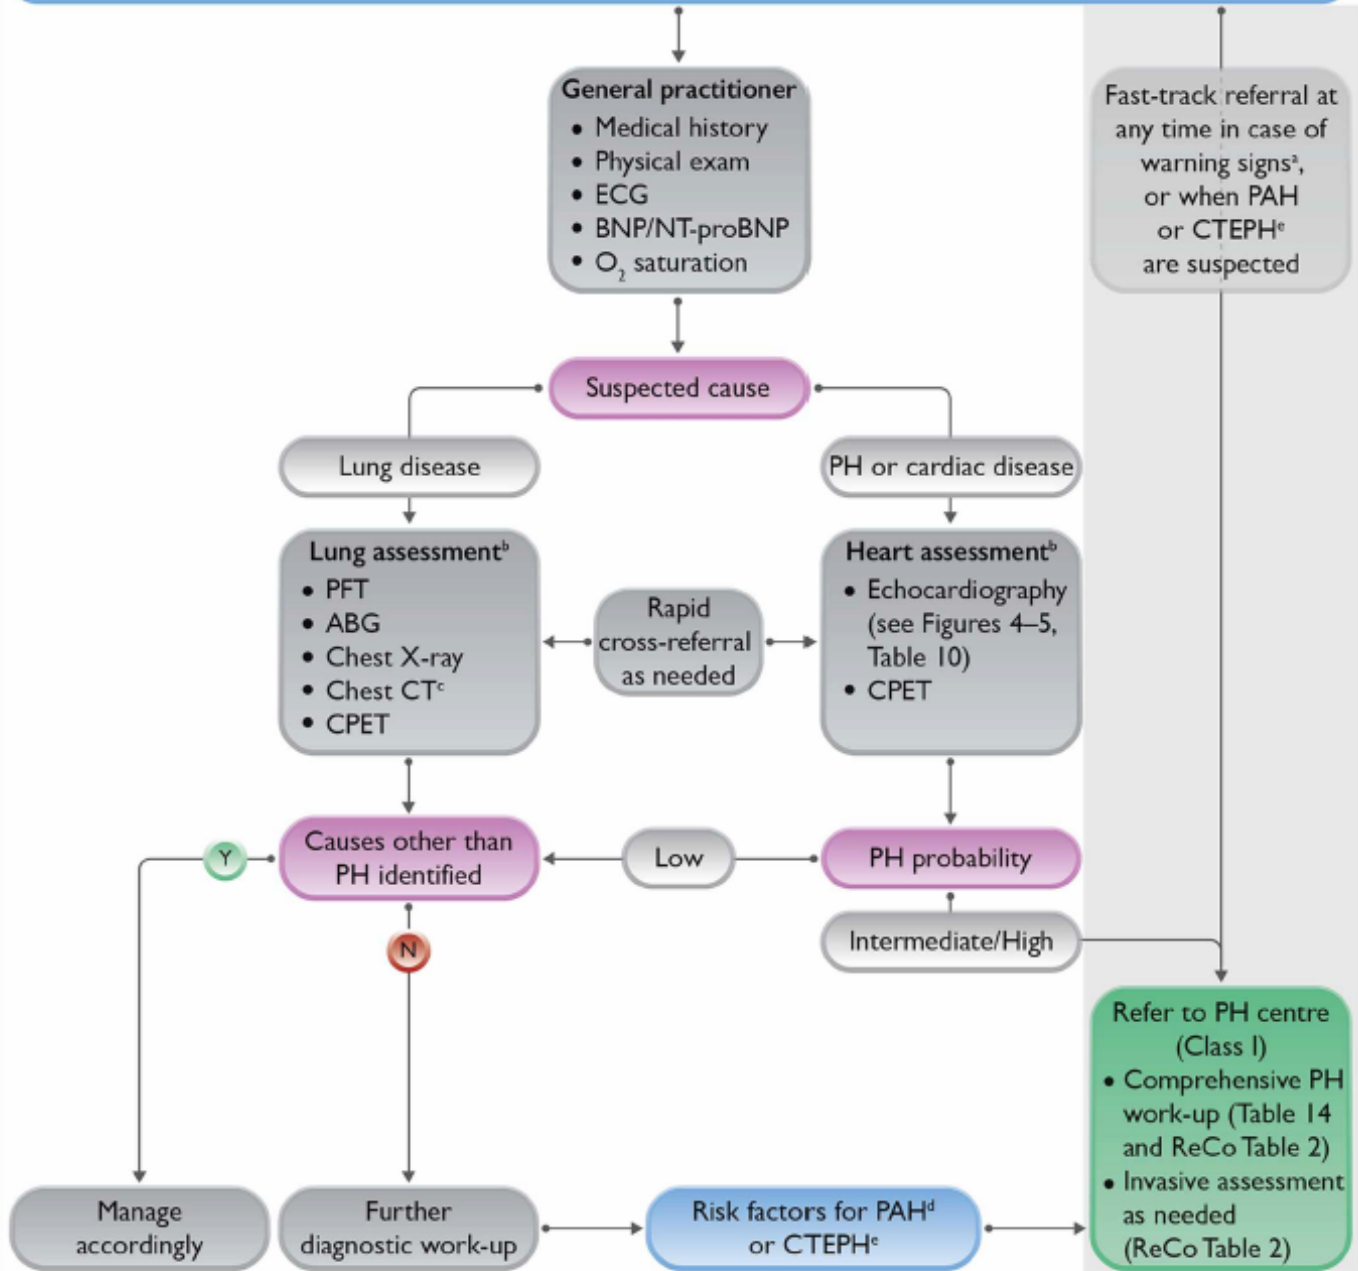 General practitioner
• Medical history
• Physical exam
• ECG
• BNP/NT-proBNP
• O₂ saturation
Fast-track referral at
any time in case of
warning signsᵃ,
or when PAH
or CTEPHᵉ
are suspected
Suspected cause
Lung disease
PH or cardiac disease
Lung assessmentᵇ
• PFT
• ABG
• Chest X-ray
• Chest CTᶜ
• CPET
Rapid
cross-referral
as needed
Heart assessmentᵇ
• Echocardiography
(see Figures 4–5,
Table 10)
• CPET
Y
Causes other than
PH identified
Low
PH probability
N
Intermediate/High
Refer to PH centre
(Class I)
• Comprehensive PH
work-up (Table 14
and ReCo Table 2)
• Invasive assessment
as needed
(ReCo Table 2)
Manage
accordingly
Further
diagnostic work-up
Risk factors for PAHᵈ
or CTEPHᵉ